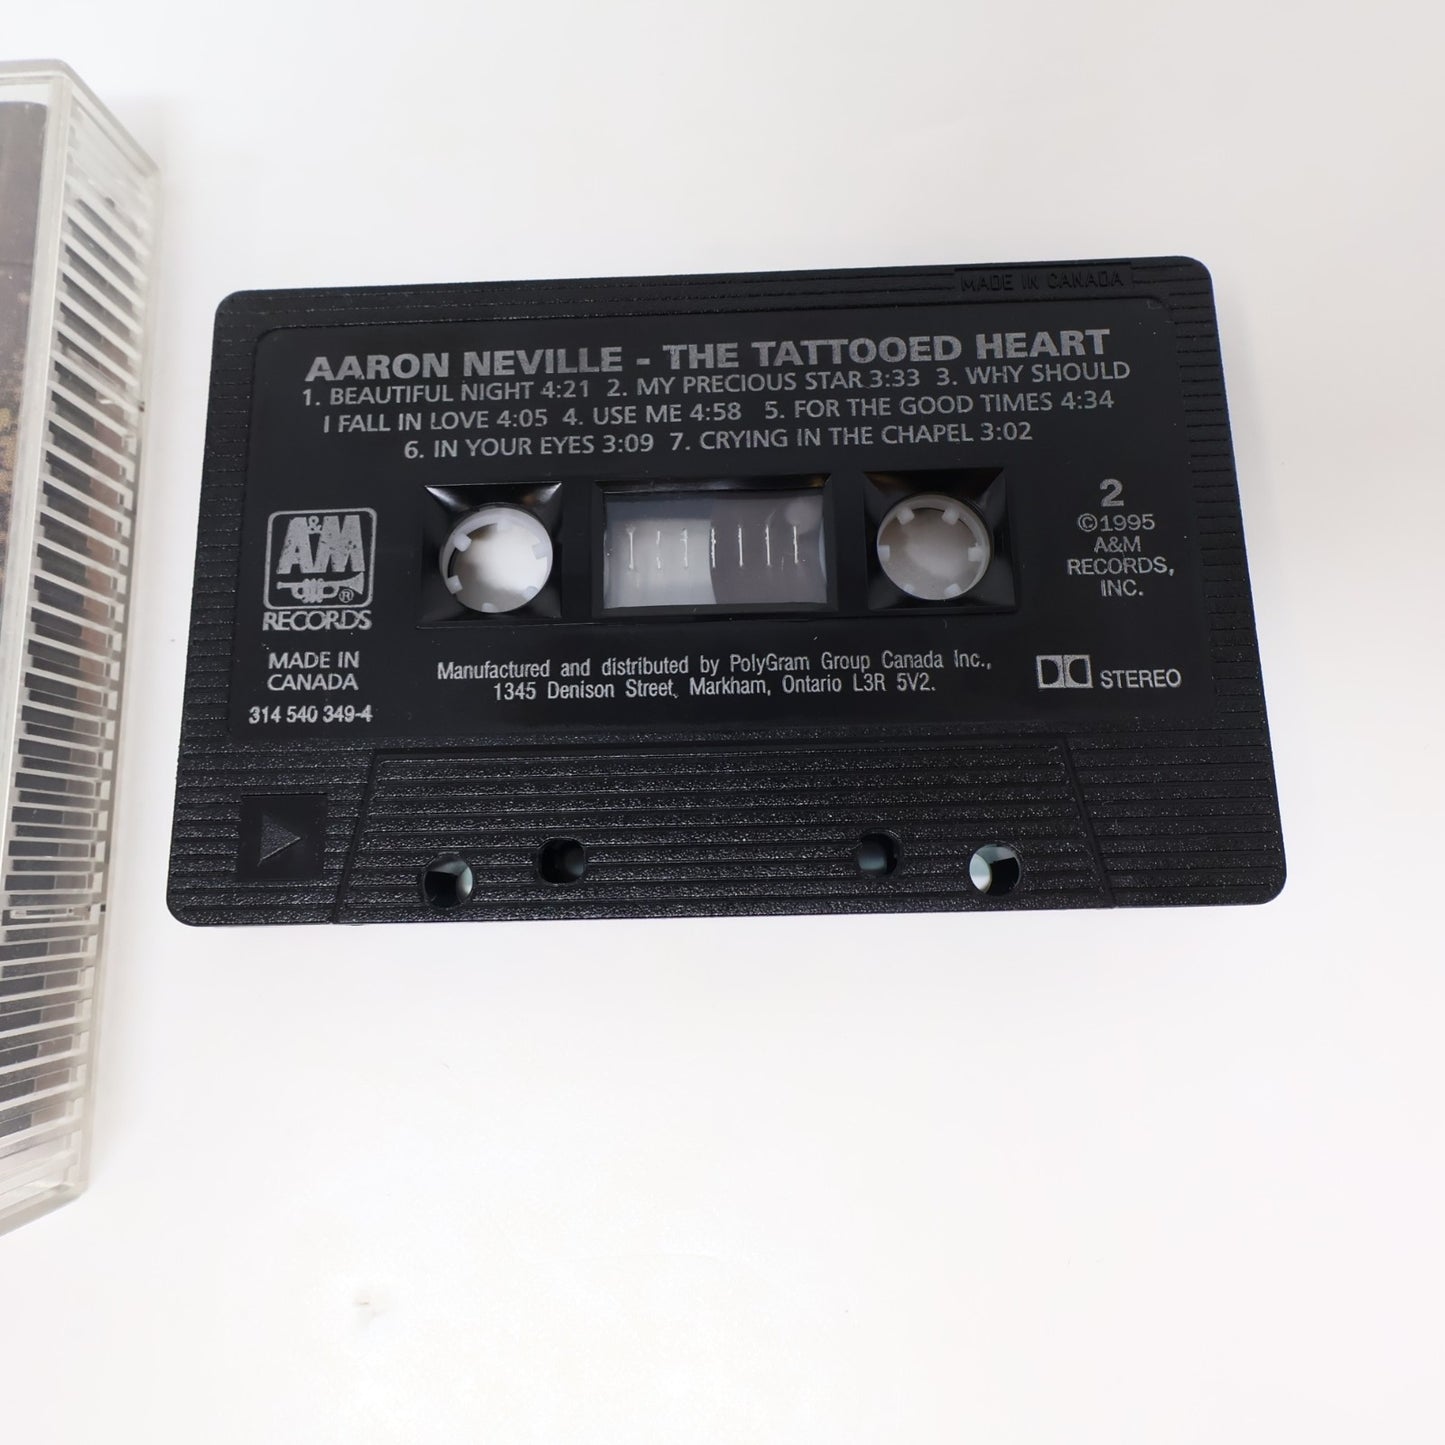 MADE IN CANADA
AARON NEVILLE - THE TATTOOED HEART
1. BEAUTIFUL NIGHT 4:21 2. MY PRECIOUS STAR 3:33 3. WHY SHOULD
I FALL IN LOVE 4:05 4. USE ME 4:58 5. FOR THE GOOD TIMES 4:34
6. IN YOUR EYES 3:09 7. CRYING IN THE CHAPEL 3:02
A&M
®
RECORDS
MADE IN
CANADA
314 540 349-4
2
©1995
A&M
RECORDS,
INC.
Manufactured and distributed by PolyGram Group Canada Inc.,
1345 Denison Street, Markham, Ontario L3R 5V2.
STEREO